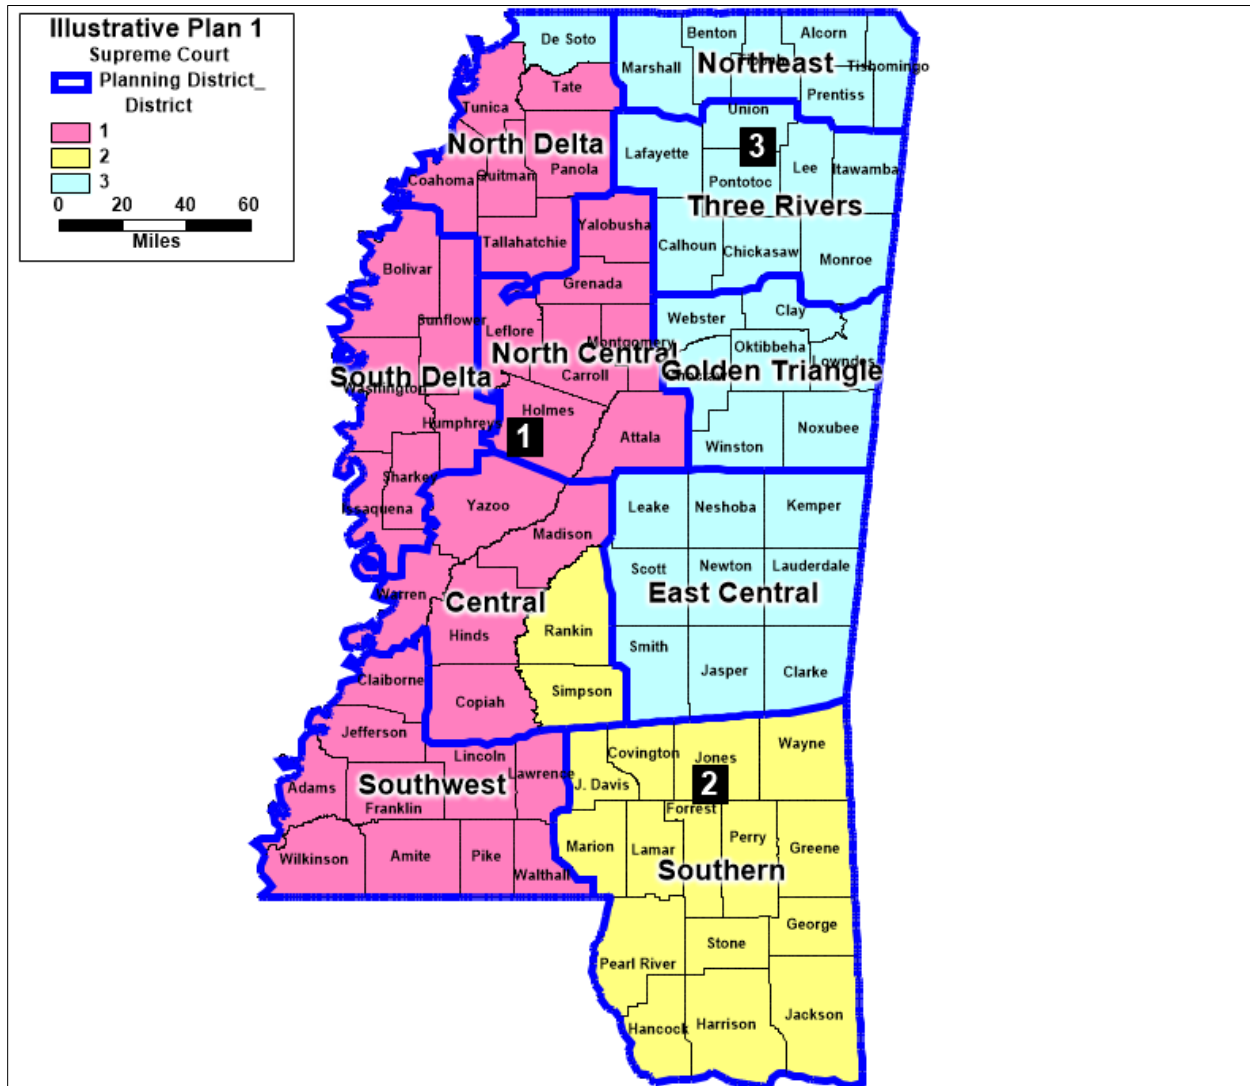 Illustrative Plan 1
Supreme Court
Planning District_
District
1
2
3
0 20 40 60
Miles
De Soto
Benton
Alcorn
Marshall
Northeast
Tishomingo
Tate
Prentiss
Tunica
Union
North Delta
3
Lafayette
Panola
Lee
Itawamba
Coahoma
Quitman
Pontotoc
Three Rivers
Yalobusha
Tallahatchie
Calhoun
Chickasaw
Monroe
Bolivar
Grenada
Webster
Clay
Sunflower
Leflore
Montgomery
Oktibbeha
North Central
Lowndes
South Delta
Carroll
Golden Triangle
Washington
Holmes
Humphreys
1
Attala
Noxubee
Winston
Sharkey
Issaquena
Yazoo
Leake
Neshoba
Kemper
Madison
Scott
Newton
Lauderdale
Warren
Central
East Central
Hinds
Rankin
Smith
Jasper
Clarke
Claiborne
Simpson
Copiah
Jefferson
Lincoln
Covington
Jones
Wayne
Lawrence
Adams
Southwest
J. Davis
2
Franklin
Forrest
Perry
Wilkinson
Amite
Pike
Marion
Lamar
Greene
Walthall
Southern
George
Stone
Pearl River
Hancock
Harrison
Jackson